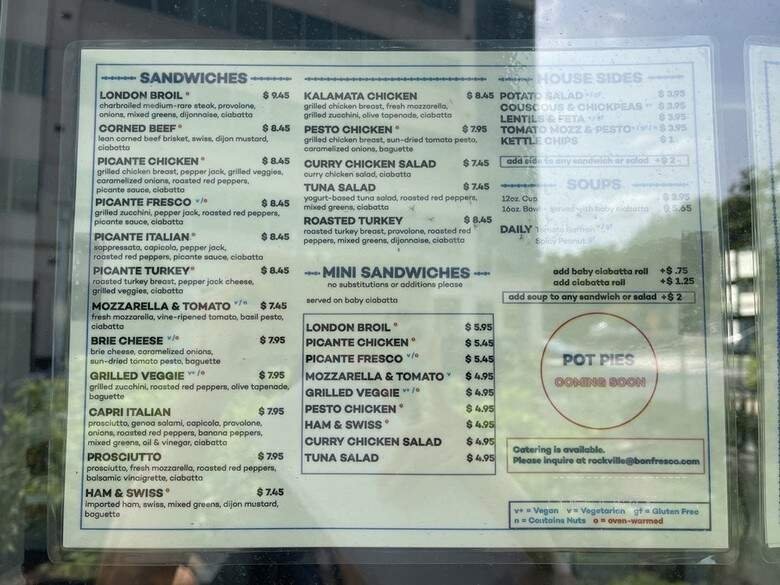 SANDWICHES
LONDON BROIL º $ 9.45
charbroiled medium-rare steak, provolone,
onions, mixed greens, dijonnaise, ciabatta
CORNED BEEF º $ 8.45
lean corned beef brisket, swiss, dijon mustard,
ciabatta
PICANTE CHICKEN º $ 8.45
grilled chicken breast, pepper jack, grilled veggies,
caramelized onions, roasted red peppers,
picante sauce, ciabatta
PICANTE FRESCO v/o $ 8.45
grilled zucchini, pepper jack, roasted red peppers,
picante sauce, ciabatta
PICANTE ITALIAN º $ 8.45
soppressata, capicola, pepper jack,
roasted red peppers, picante sauce, ciabatta
PICANTE TURKEY º $ 8.45
roasted turkey breast, pepper jack cheese,
grilled veggies, ciabatta
MOZZARELLA & TOMATO v/n $ 7.45
fresh mozzarella, vine-ripened tomato, basil pesto,
ciabatta
BRIE CHEESE v/o $ 7.95
brie cheese, caramelized onions,
sun-dried tomato pesto, baguette
GRILLED VEGGIE v+/o $ 7.95
grilled zucchini, roasted red peppers, olive tapenade,
baguette
CAPRI ITALIAN $ 7.95
prosciutto, genoa salami, capicola, provolone,
onions, roasted red peppers, banana peppers,
mixed greens, oil & vinegar, ciabatta
PROSCIUTTO $ 7.95
prosciutto, fresh mozzarella, roasted red peppers,
balsamic vinaigrette, ciabatta
HAM & SWISS º $ 7.45
imported ham, swiss, mixed greens, dijon mustard,
baguette
KALAMATA CHICKEN $ 8.45
grilled chicken breast, fresh mozzarella,
grilled zucchini, olive tapenade, ciabatta
PESTO CHICKEN º $ 7.95
grilled chicken breast, sun-dried tomato pesto,
caramelized onions, baguette
CURRY CHICKEN SALAD $ 7.45
curry chicken salad, ciabatta
TUNA SALAD $ 7.45
yogurt-based tuna salad, roasted red peppers,
mixed greens, ciabatta
ROASTED TURKEY $ 8.45
roasted turkey breast, provolone, roasted red
peppers, mixed greens, dijonnaise, ciabatta
MINI SANDWICHES
no substitutions or additions please
served on baby ciabatta
LONDON BROIL º $ 5.95
PICANTE CHICKEN º $ 5.45
PICANTE FRESCO v/o $ 5.45
MOZZARELLA & TOMATO v $ 4.95
GRILLED VEGGIE v+/o $ 4.95
PESTO CHICKEN º $ 4.95
HAM & SWISS º $ 4.95
CURRY CHICKEN SALAD $ 4.95
TUNA SALAD $ 4.95
HOUSE SIDES
POTATO SALAD $ 3.95
COUSCOUS & CHICKPEAS $ 3.95
LENTILS & FETA $ 3.95
TOMATO MOZZ & PESTO $ 3.95
KETTLE CHIPS
add side to any sandwich or salad +$ 2
SOUPS
12oz. Cup $ 3.95
16oz. Bowl served with baby ciabatta
DAILY Tomato Saffron
Spicy Peanut
add baby ciabatta roll +$ .75
add ciabatta roll +$ 1.25
add soup to any sandwich or salad +$ 2
POT PIES
COMING SOON
Catering is available.
Please inquire at rockville@bonfresco.com
v+ = Vegan v = Vegetarian gf = Gluten Free
n = Contains Nuts o = oven-warmed